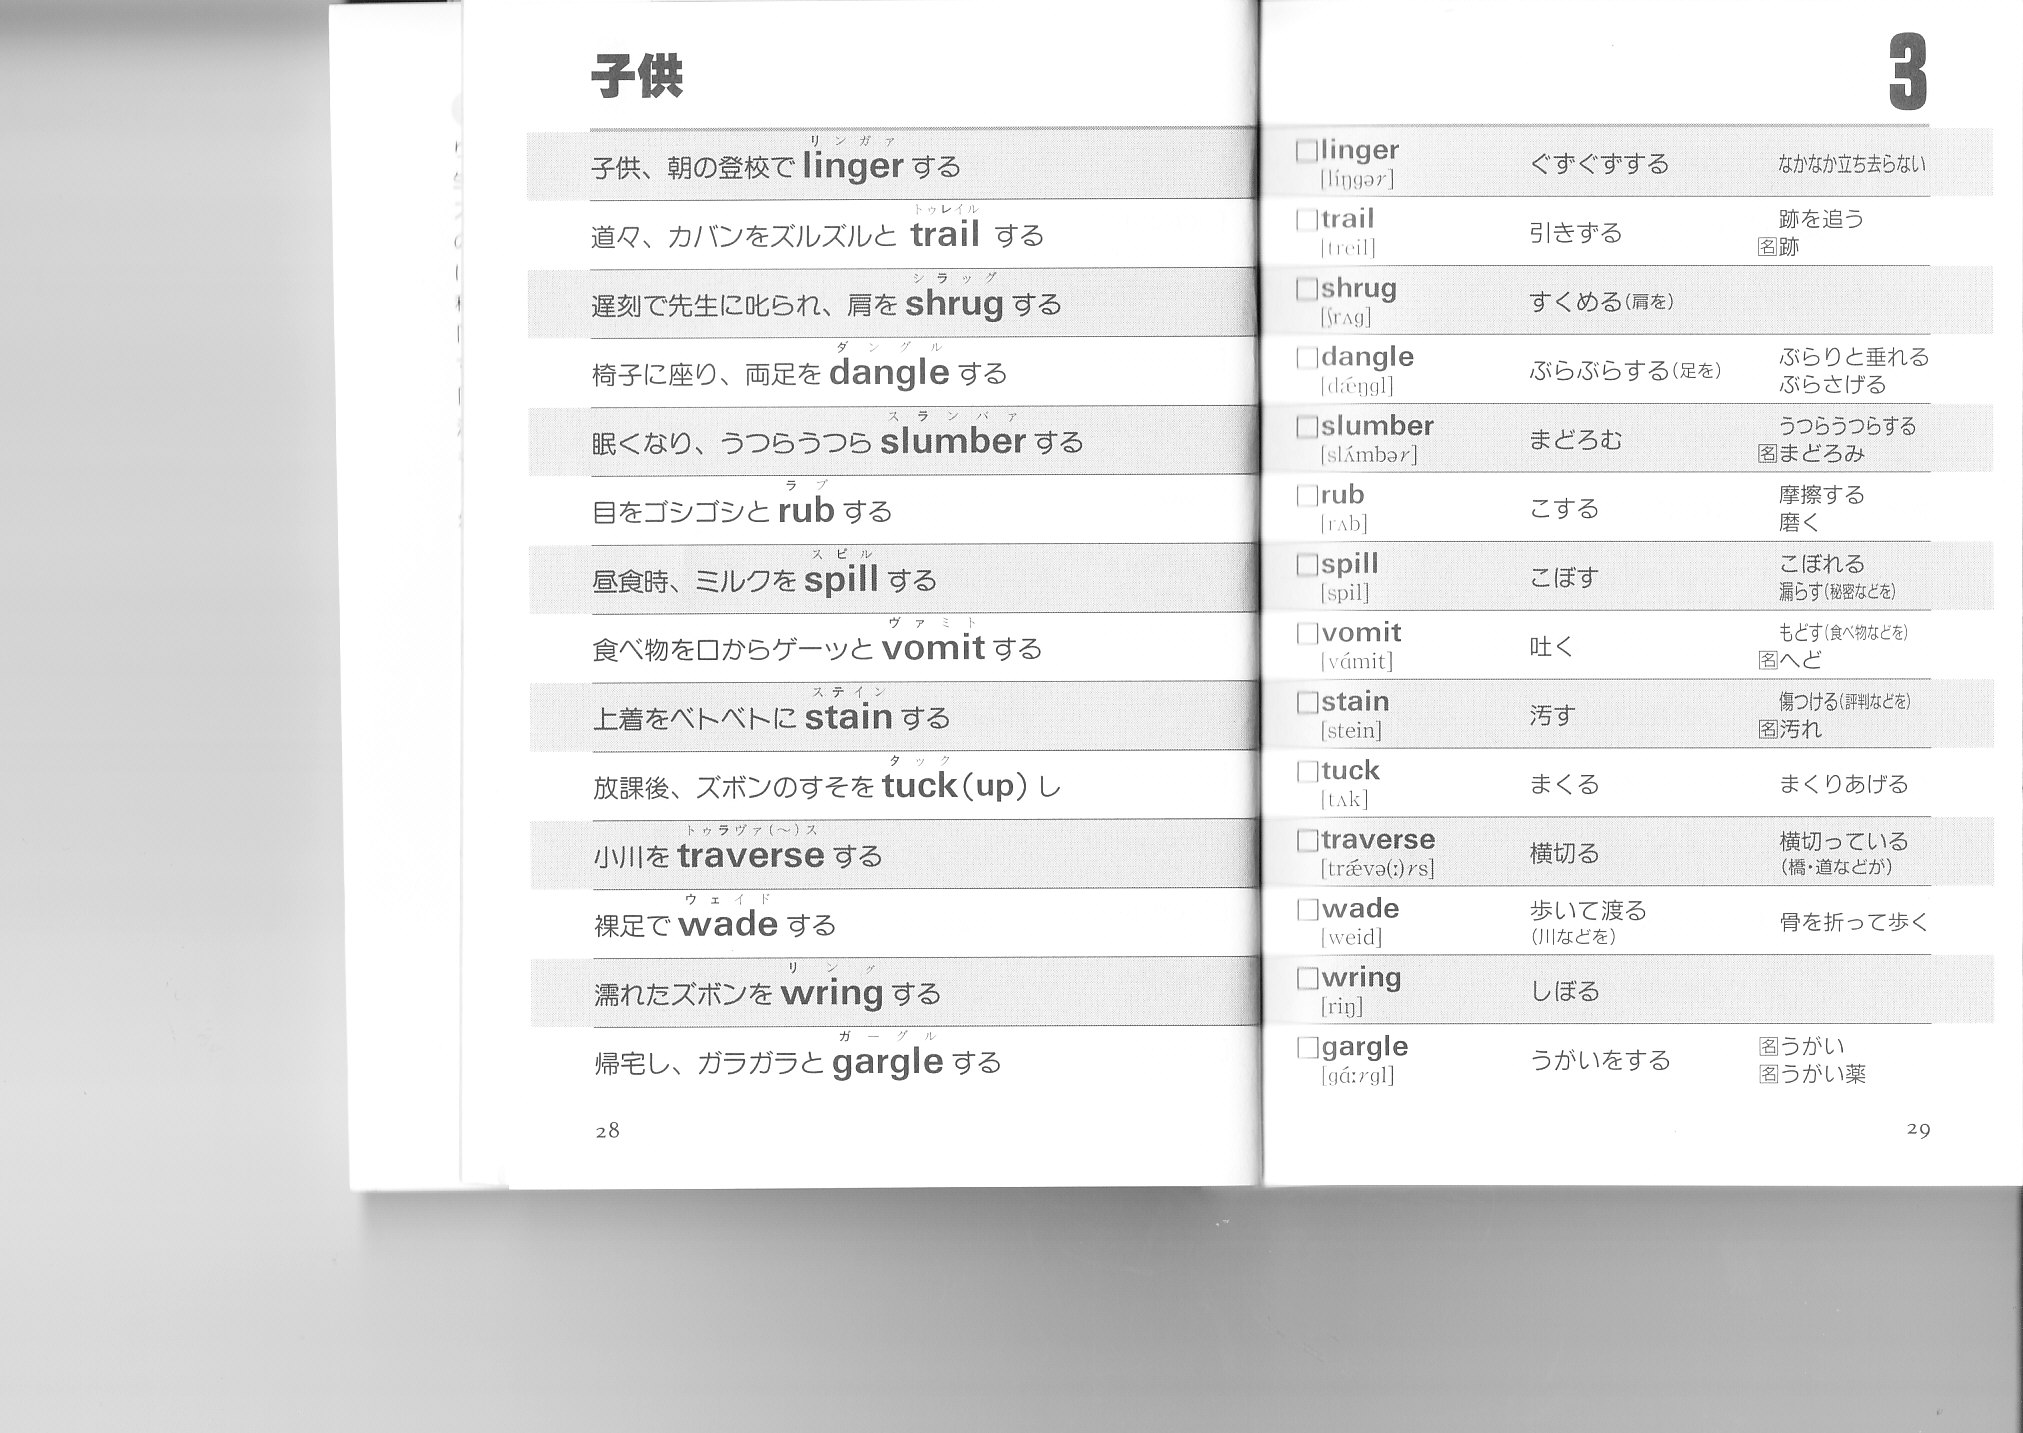 子供
リンガァ
子供、朝の登校で linger する
トゥレイル
道々、カバンをズルズルと trail する
シラッグ
遅刻で先生に叱られ、肩を shrug する
ダングル
椅子に座り、両足を dangle する
スランバァ
眠くなり、うつらうつら slumber する
ラブ
目をゴシゴシと rub する
スピル
昼食時、ミルクを spill する
ヴァミト
食べ物を口からゲーッと vomit する
ステイン
上着をベトベトに stain する
タック
放課後、ズボンのすそを tuck (up) し
トゥラヴァ(〜)ス
小川を traverse する
ウェイド
裸足で wade する
リング
濡れたズボンを wring する
ガーグル
帰宅し、ガラガラと gargle する
28
3
□linger ぐずぐずする なかなか立ち去らない
[líŋgər]
□trail 引きずる 跡を追う
[treil] 名跡
□shrug すくめる(肩を)
[ʃrʌg]
□dangle ぶらぶらする(足を) ぶらりと垂れる
[dǽŋgl] ぶらさげる
□slumber まどろむ うつらうつらする
[slʌ́mbər] 名まどろみ
□rub こする 摩擦する
[rʌb] 磨く
□spill こぼす こぼれる
[spil] 漏らす(秘密などを)
□vomit 吐く もどす(食べ物などを)
[vámit] 名へど
□stain 汚す 傷つける(評判などを)
[stein] 名汚れ
□tuck まくる まくりあげる
[tʌk]
□traverse 横切る 横切っている
[trǽvə(ː)rs] (橋・道などが)
□wade 歩いて渡る 骨を折って歩く
[weid] (川などを)
□wring しぼる
[riŋ]
□gargle うがいをする 名うがい
[gáːrgl] 名うがい薬
29